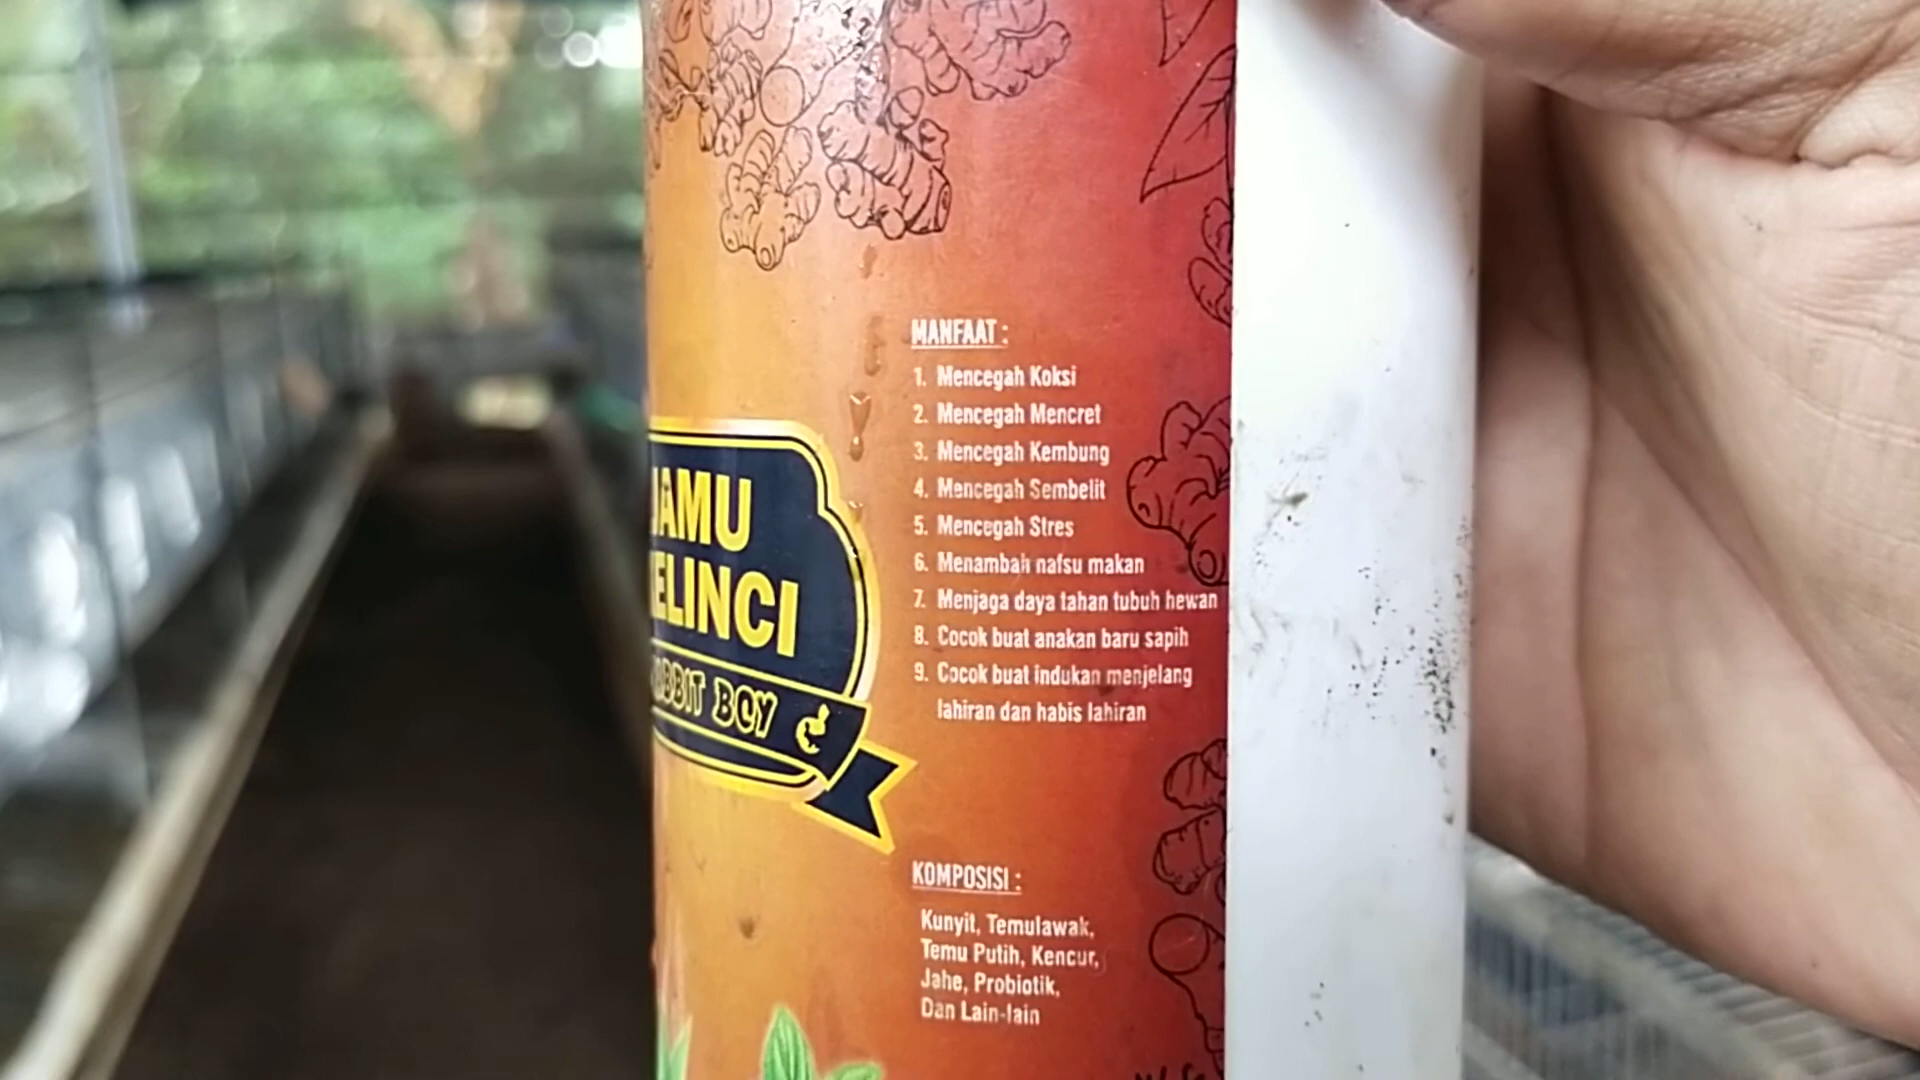 JAMU
KELINCI
RABBIT BOY
MANFAAT :
1. Mencegah Koksi
2. Mencegah Mencret
3. Mencegah Kembung
4. Mencegah Sembelit
5. Mencegah Stres
6. Menambah nafsu makan
7. Menjaga daya tahan tubuh hewan
8. Cocok buat anakan baru sapih
9. Cocok buat indukan menjelang
lahiran dan habis lahiran
KOMPOSISI :
Kunyit, Temulawak,
Temu Putih, Kencur,
Jahe, Probiotik,
Dan Lain-lain